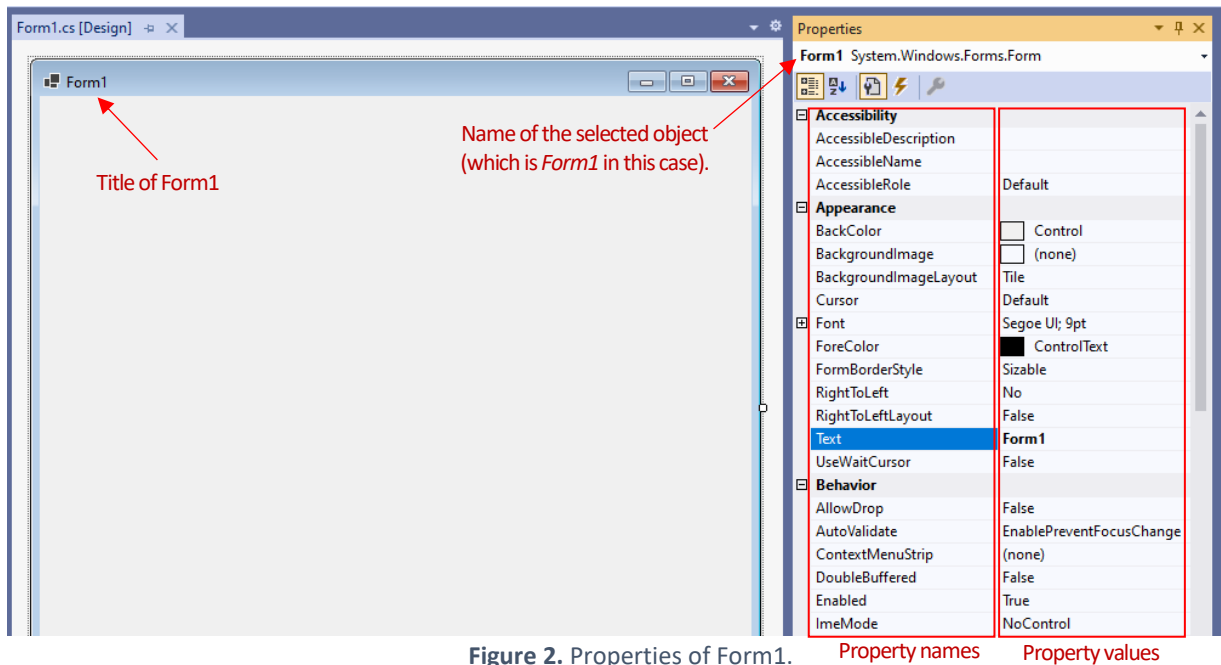 Form1.cs [Design]
Form1
Title of Form1
Name of the selected object
(which is Form1 in this case).
Properties
Form1 System.Windows.Forms.Form
Accessibility
AccessibleDescription
AccessibleName
AccessibleRole Default
Appearance
BackColor Control
BackgroundImage (none)
BackgroundImageLayout Tile
Cursor Default
Font Segoe UI; 9pt
ForeColor ControlText
FormBorderStyle Sizable
RightToLeft No
RightToLeftLayout False
Text Form1
UseWaitCursor False
Behavior
AllowDrop False
AutoValidate EnablePreventFocusChange
ContextMenuStrip (none)
DoubleBuffered False
Enabled True
ImeMode NoControl
Property names Property values
Figure 2. Properties of Form1.